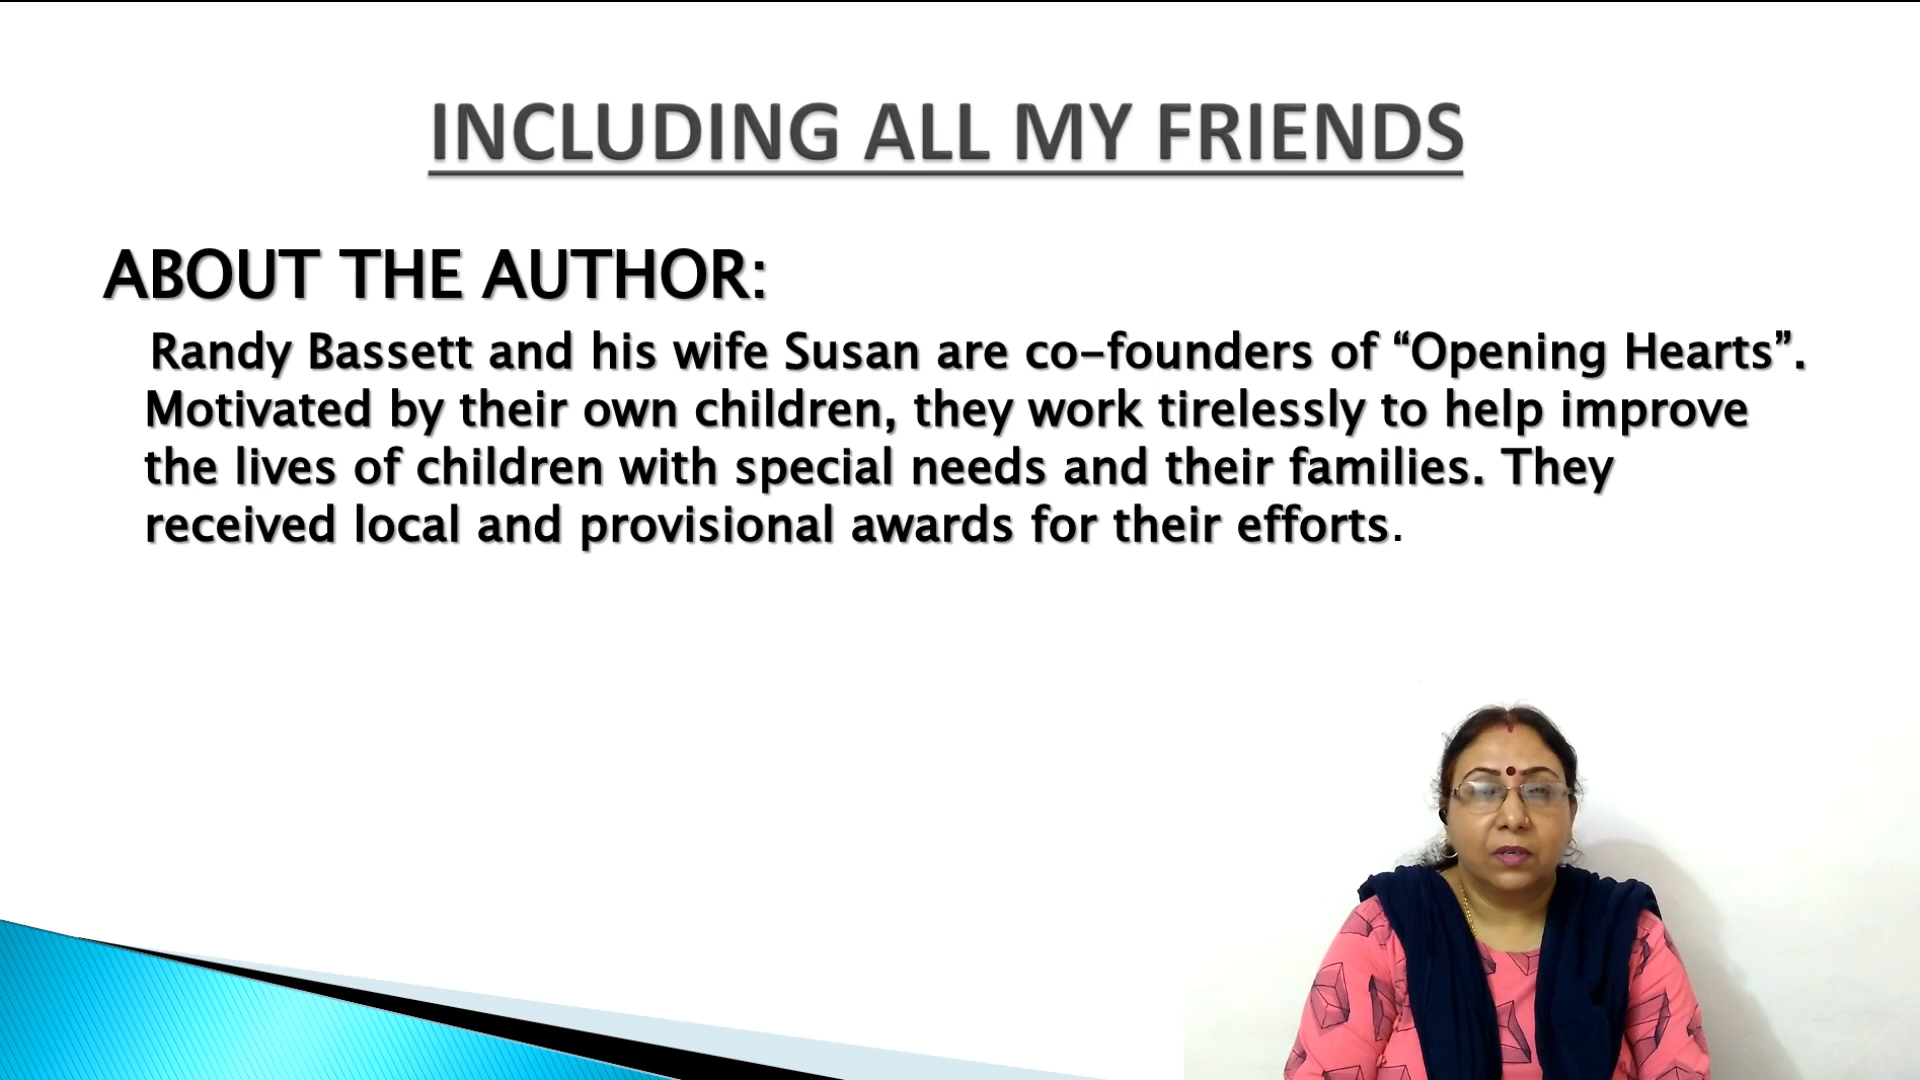 INCLUDING ALL MY FRIENDS
ABOUT THE AUTHOR:
Randy Bassett and his wife Susan are co-founders of “Opening Hearts”.
Motivated by their own children, they work tirelessly to help improve
the lives of children with special needs and their families. They
received local and provisional awards for their efforts.